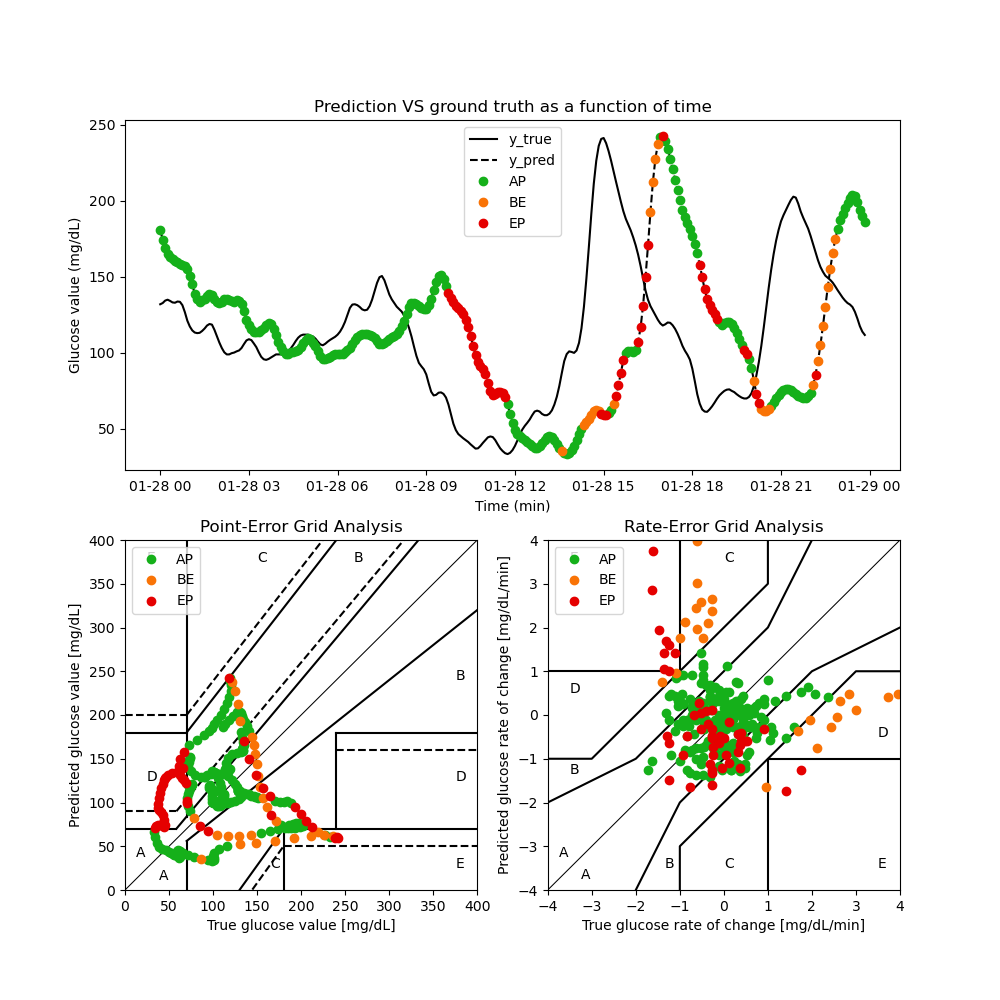 Prediction VS ground truth as a function of time
Glucose value (mg/dL)
250
200
150
100
50
y_true
y_pred
AP
BE
EP
01-28 00 01-28 03 01-28 06 01-28 09 01-28 12 01-28 15 01-28 18 01-28 21 01-29 00
Time (min)
Point-Error Grid Analysis
Predicted glucose value [mg/dL]
400
350
300
250
200
150
100
50
0
AP
BE
EP
C
B
B
D
D
A
A
C
E
0 50 100 150 200 250 300 350 400
True glucose value [mg/dL]
Rate-Error Grid Analysis
Predicted glucose rate of change [mg/dL/min]
4
3
2
1
0
−1
−2
−3
−4
AP
BE
EP
C
D
D
B
A
A
B
C
E
−4 −3 −2 −1 0 1 2 3 4
True glucose rate of change [mg/dL/min]